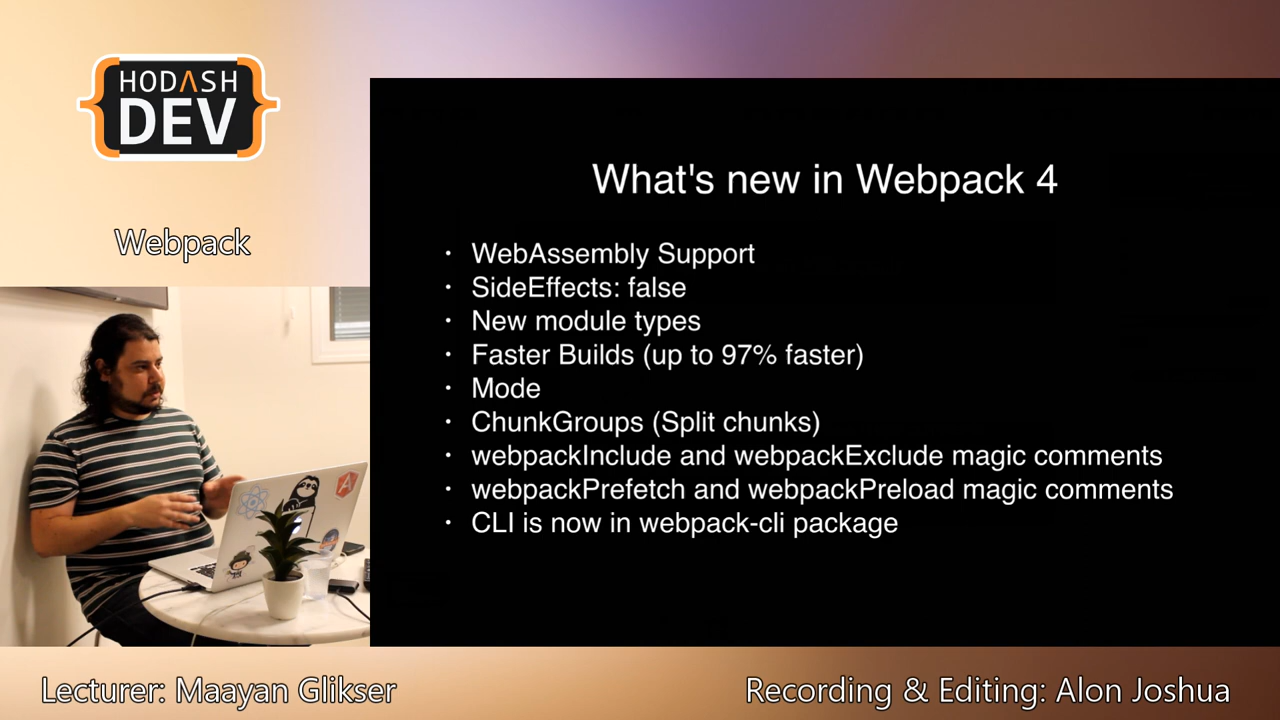 HODASH
DEV
Webpack
What's new in Webpack 4
• WebAssembly Support
• SideEffects: false
• New module types
• Faster Builds (up to 97% faster)
• Mode
• ChunkGroups (Split chunks)
• webpackInclude and webpackExclude magic comments
• webpackPrefetch and webpackPreload magic comments
• CLI is now in webpack-cli package
Lecturer: Maayan Glikser
Recording & Editing: Alon Joshua